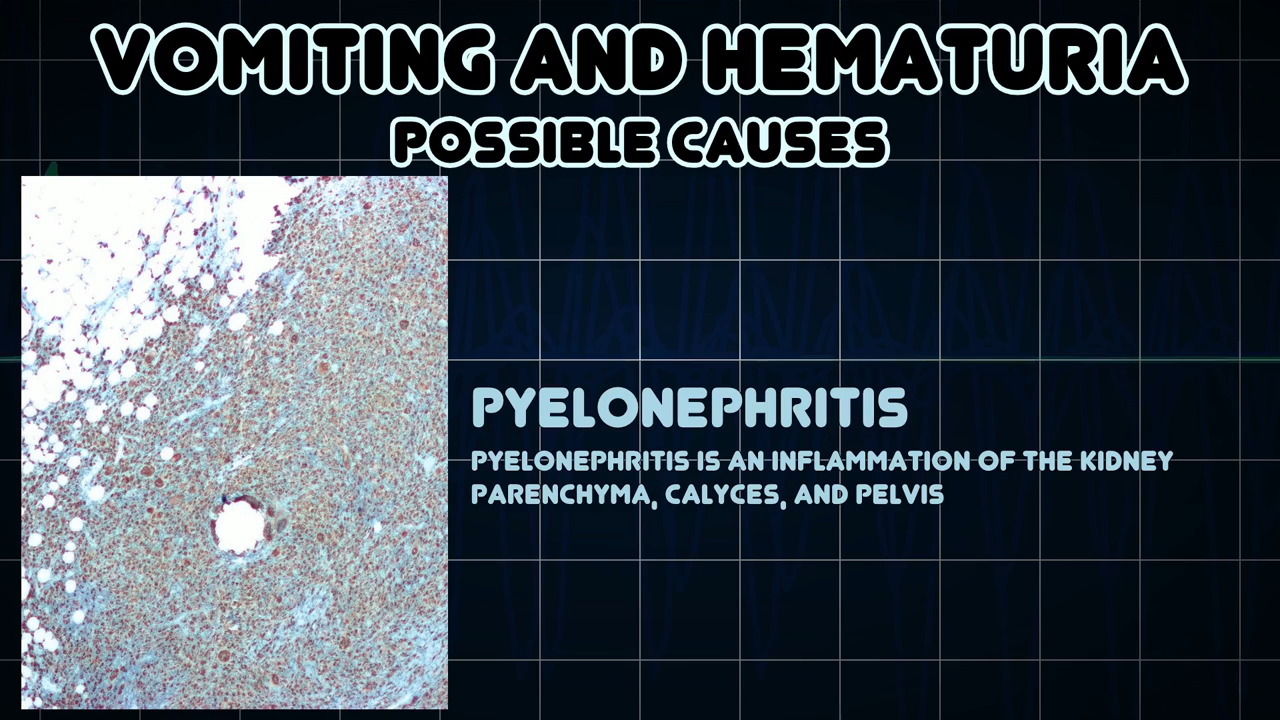 VOMITING AND HEMATURIA
POSSIBLE CAUSES
PYELONEPHRITIS
PYELONEPHRITIS IS AN INFLAMMATION OF THE KIDNEY
PARENCHYMA, CALYCES, AND PELVIS